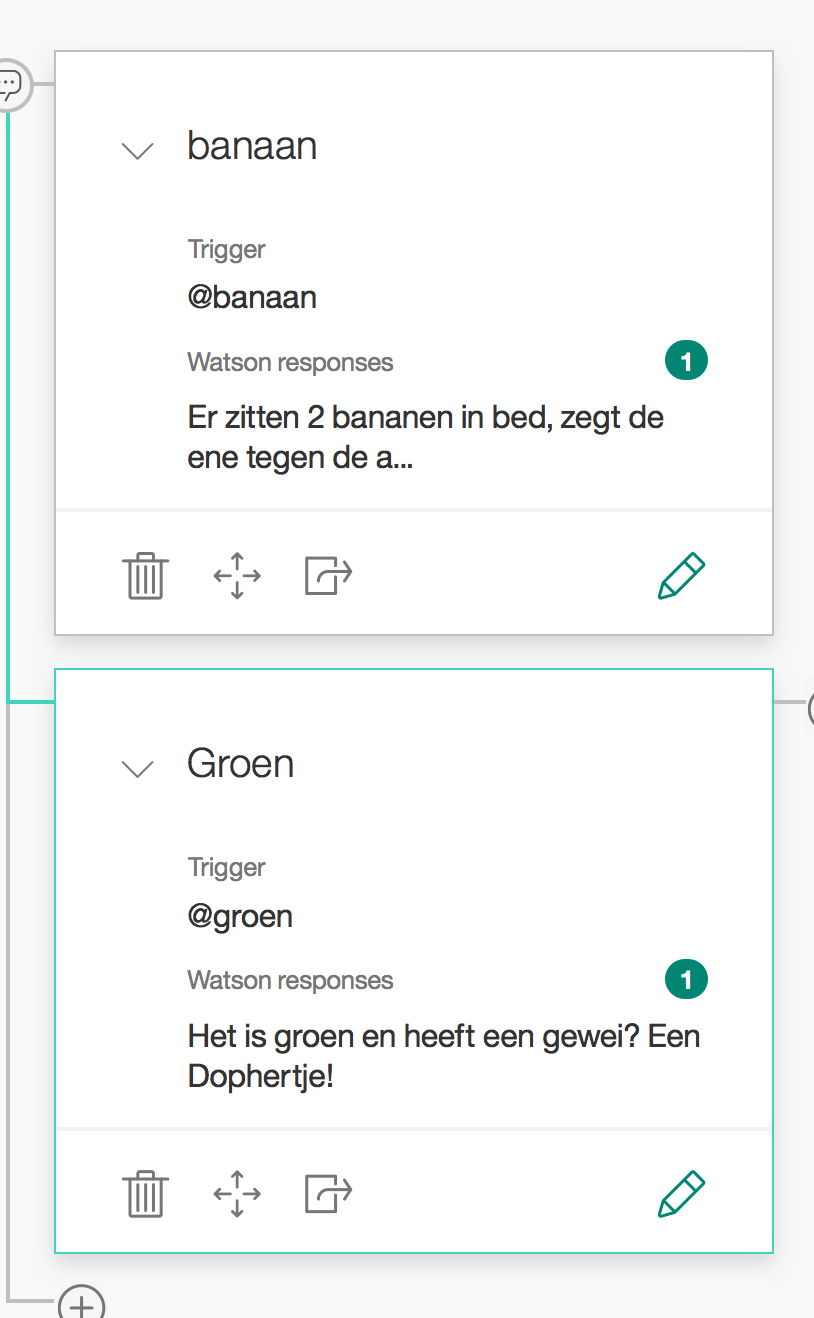 banaan
Trigger
@banaan
Watson responses
1
Er zitten 2 bananen in bed, zegt de
ene tegen de a...
Groen
Trigger
@groen
Watson responses
1
Het is groen en heeft een gewei? Een
Dophertje!